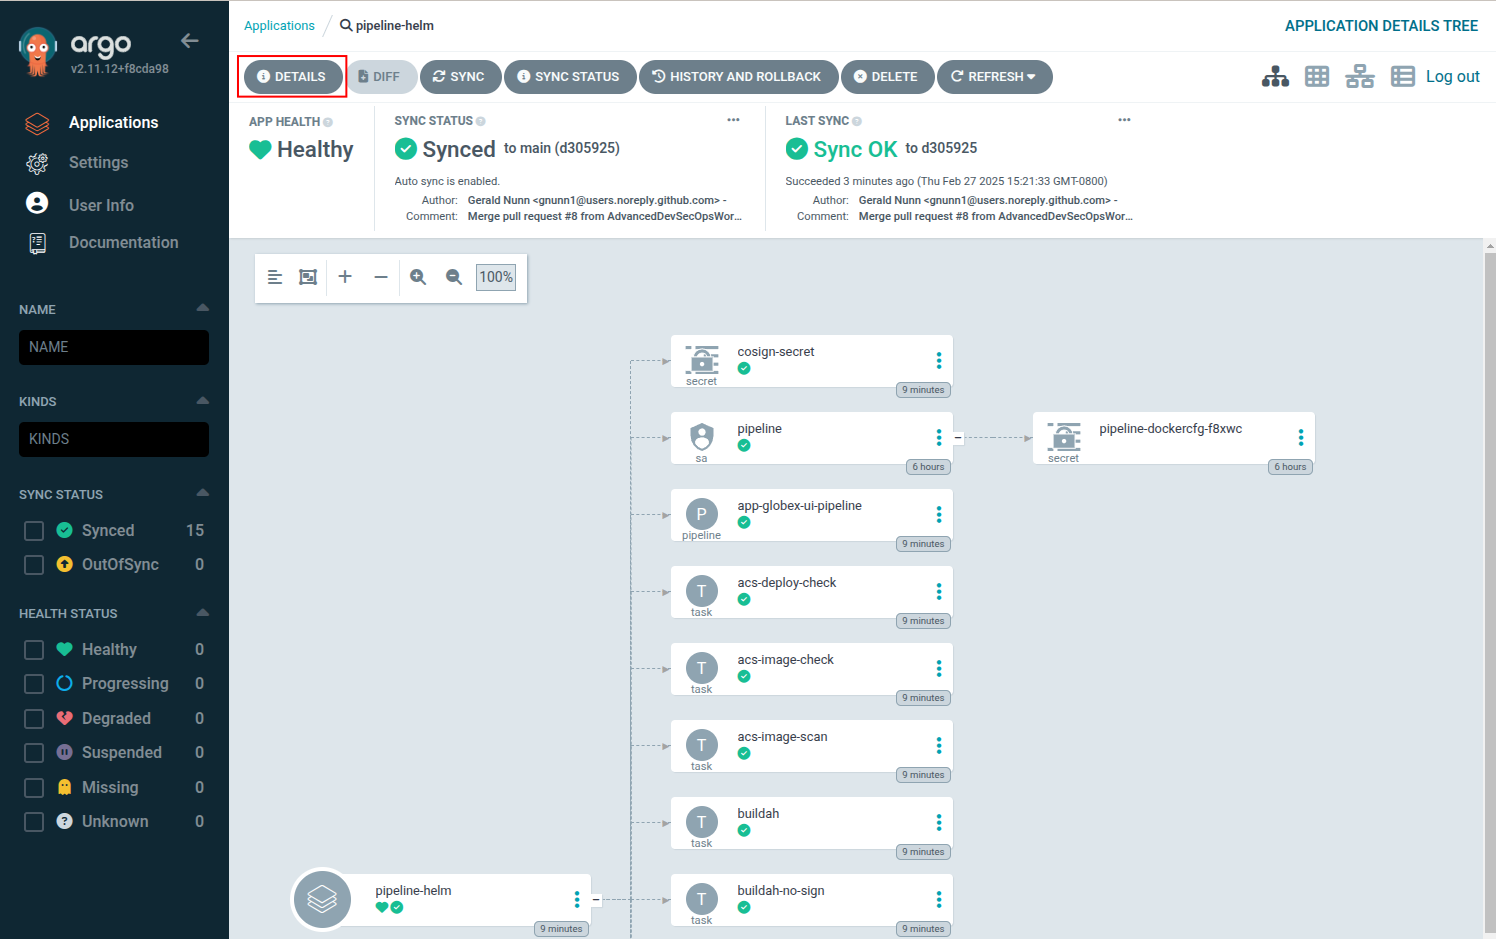 argo
v2.11.12+f8cda98
Applications
Settings
User Info
Documentation
NAME
NAME
KINDS
KINDS
SYNC STATUS
Synced 15
OutOfSync 0
HEALTH STATUS
Healthy 0
Progressing 0
Degraded 0
Suspended 0
Missing 0
Unknown 0
Applications / pipeline-helm
APPLICATION DETAILS TREE
DETAILS DIFF SYNC SYNC STATUS HISTORY AND ROLLBACK DELETE REFRESH
Log out
APP HEALTH
Healthy
SYNC STATUS
Synced to main (d305925)
Auto sync is enabled.
Author: Gerald Nunn <gnunn1@users.noreply.github.com> -
Comment: Merge pull request #8 from AdvancedDevSecOpsWor...
LAST SYNC
Sync OK to d305925
Succeeded 3 minutes ago (Thu Feb 27 2025 15:21:33 GMT-0800)
Author: Gerald Nunn <gnunn1@users.noreply.github.com> -
Comment: Merge pull request #8 from AdvancedDevSecOpsWor...
100%
cosign-secret
secret
9 minutes
pipeline
sa
6 hours
pipeline-dockercfg-f8xwc
secret
6 hours
P
app-globex-ui-pipeline
pipeline
9 minutes
T
acs-deploy-check
task
9 minutes
T
acs-image-check
task
9 minutes
T
acs-image-scan
task
9 minutes
T
buildah
task
9 minutes
pipeline-helm
9 minutes
T
buildah-no-sign
task
9 minutes